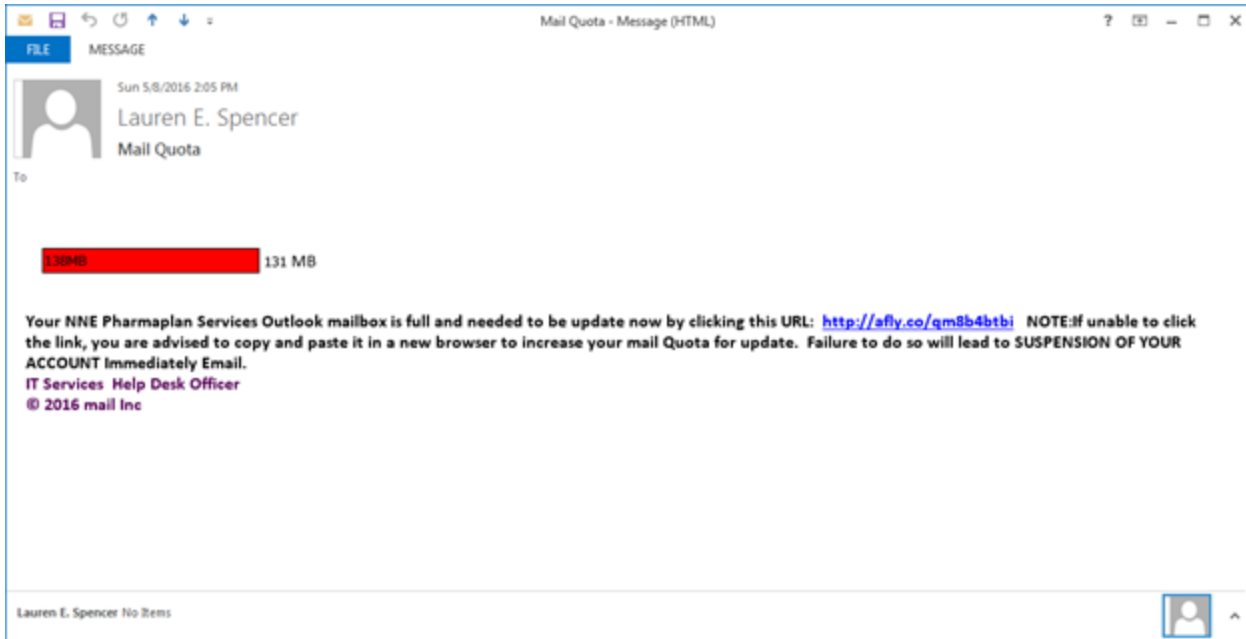 Mail Quota - Message (HTML)
FILE MESSAGE
Sun 5/8/2016 2:05 PM
Lauren E. Spencer
Mail Quota
To
138MB 131 MB
Your NNE Pharmaplan Services Outlook mailbox is full and needed to be update now by clicking this URL: http://afly.co/qm8b4btbi NOTE:If unable to click
the link, you are advised to copy and paste it in a new browser to increase your mail Quota for update. Failure to do so will lead to SUSPENSION OF YOUR
ACCOUNT Immediately Email.
IT Services Help Desk Officer
© 2016 mail Inc
Lauren E. Spencer No Items